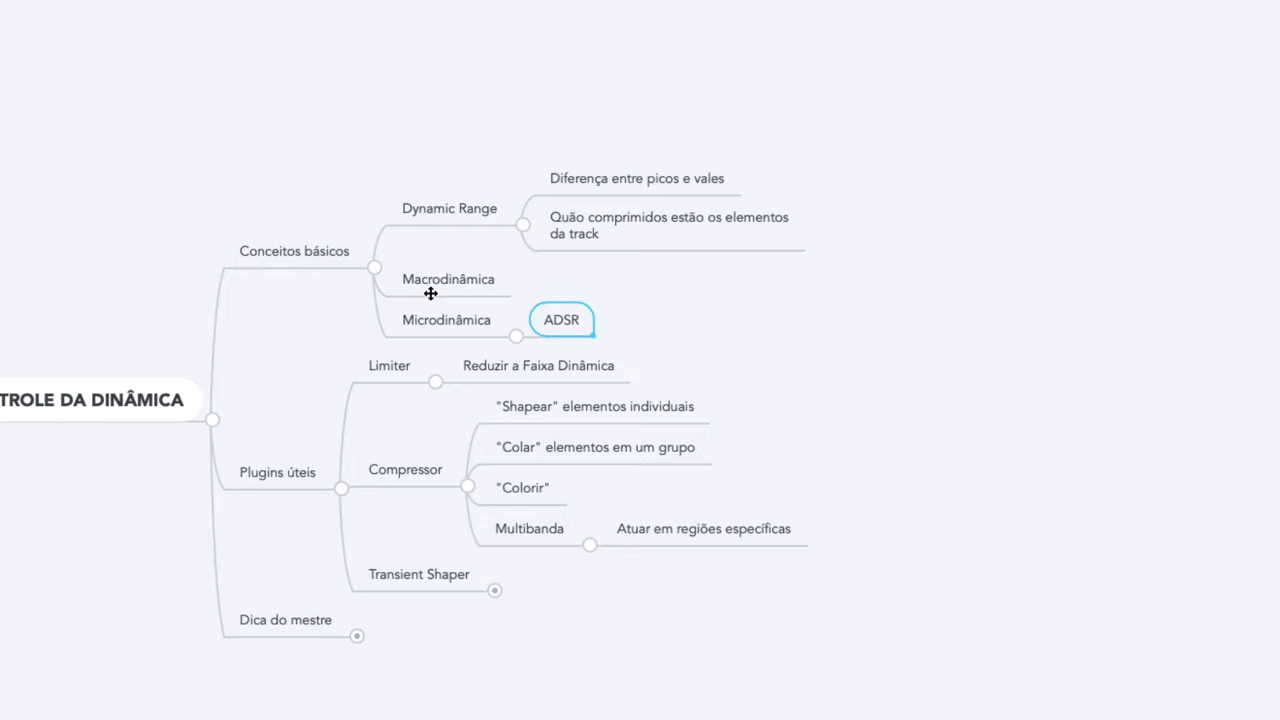 Diferença entre picos e vales
Dynamic Range
Quão comprimidos estão os elementos
da track
Conceitos básicos
Macrodinâmica
Microdinâmica
ADSR
Limiter
Reduzir a Faixa Dinâmica
TROLE DA DINÂMICA
"Shapear" elementos individuais
"Colar" elementos em um grupo
Plugins úteis
Compressor
"Colorir"
Multibanda
Atuar em regiões específicas
Transient Shaper
Dica do mestre